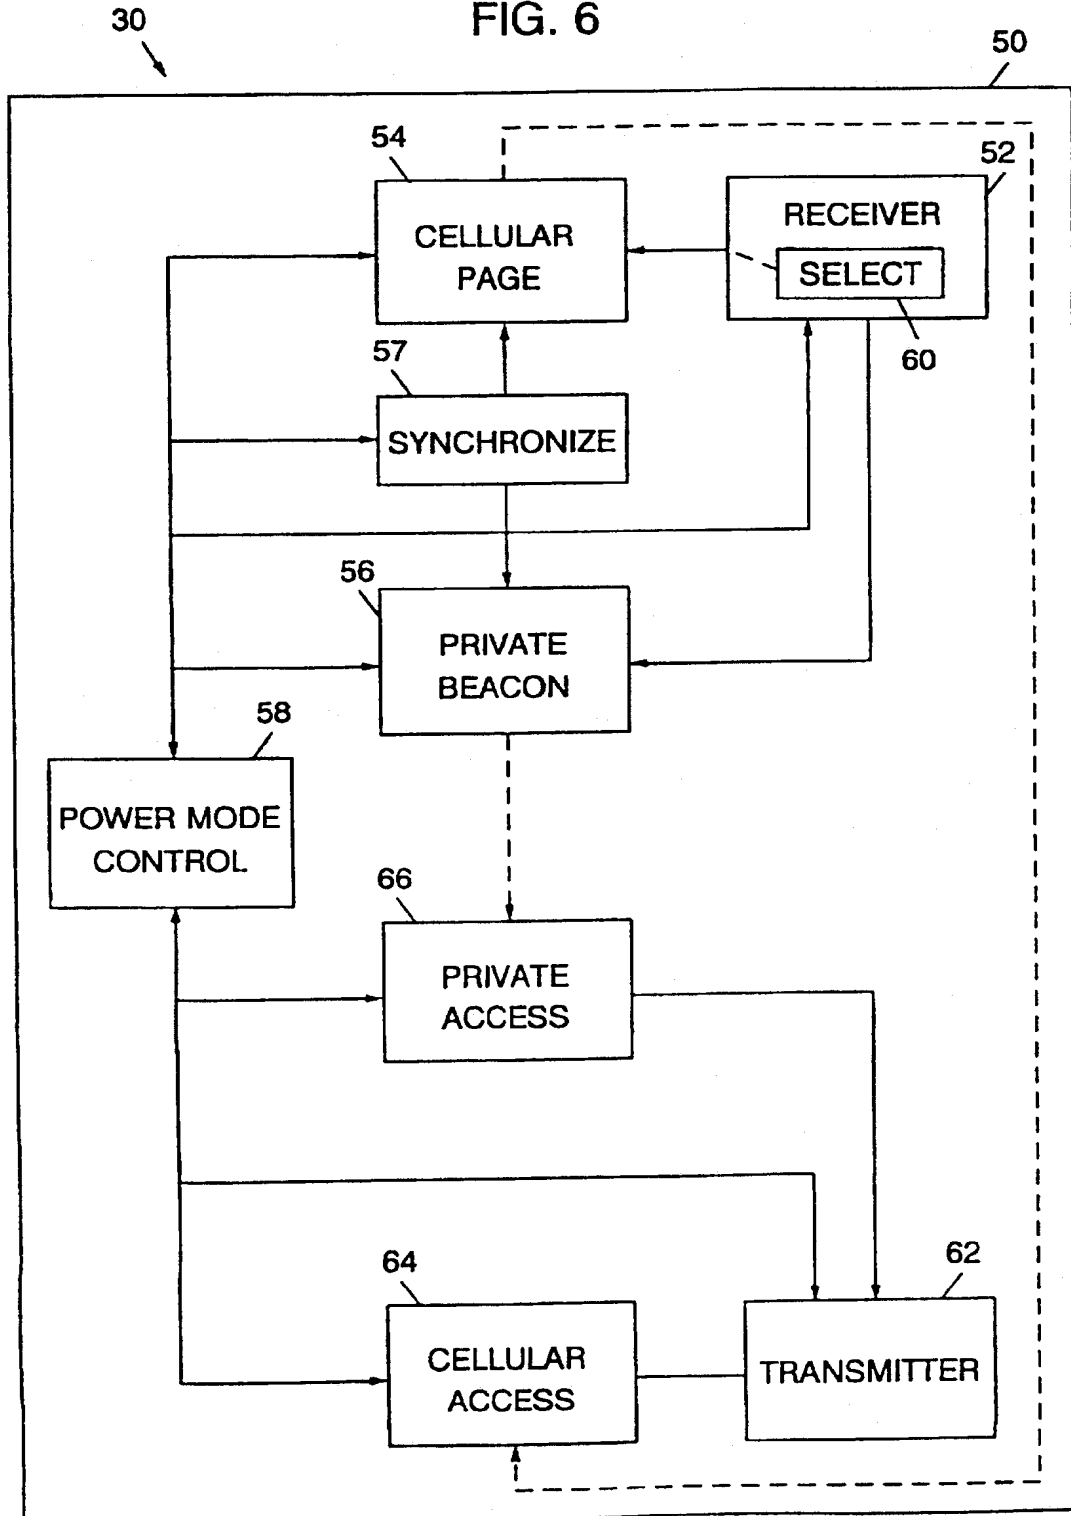 FIG. 6
30
50
54
52
CELLULAR
PAGE
RECEIVER
SELECT
60
57
SYNCHRONIZE
56
PRIVATE
BEACON
58
POWER MODE
CONTROL
66
PRIVATE
ACCESS
64
62
CELLULAR
ACCESS
TRANSMITTER